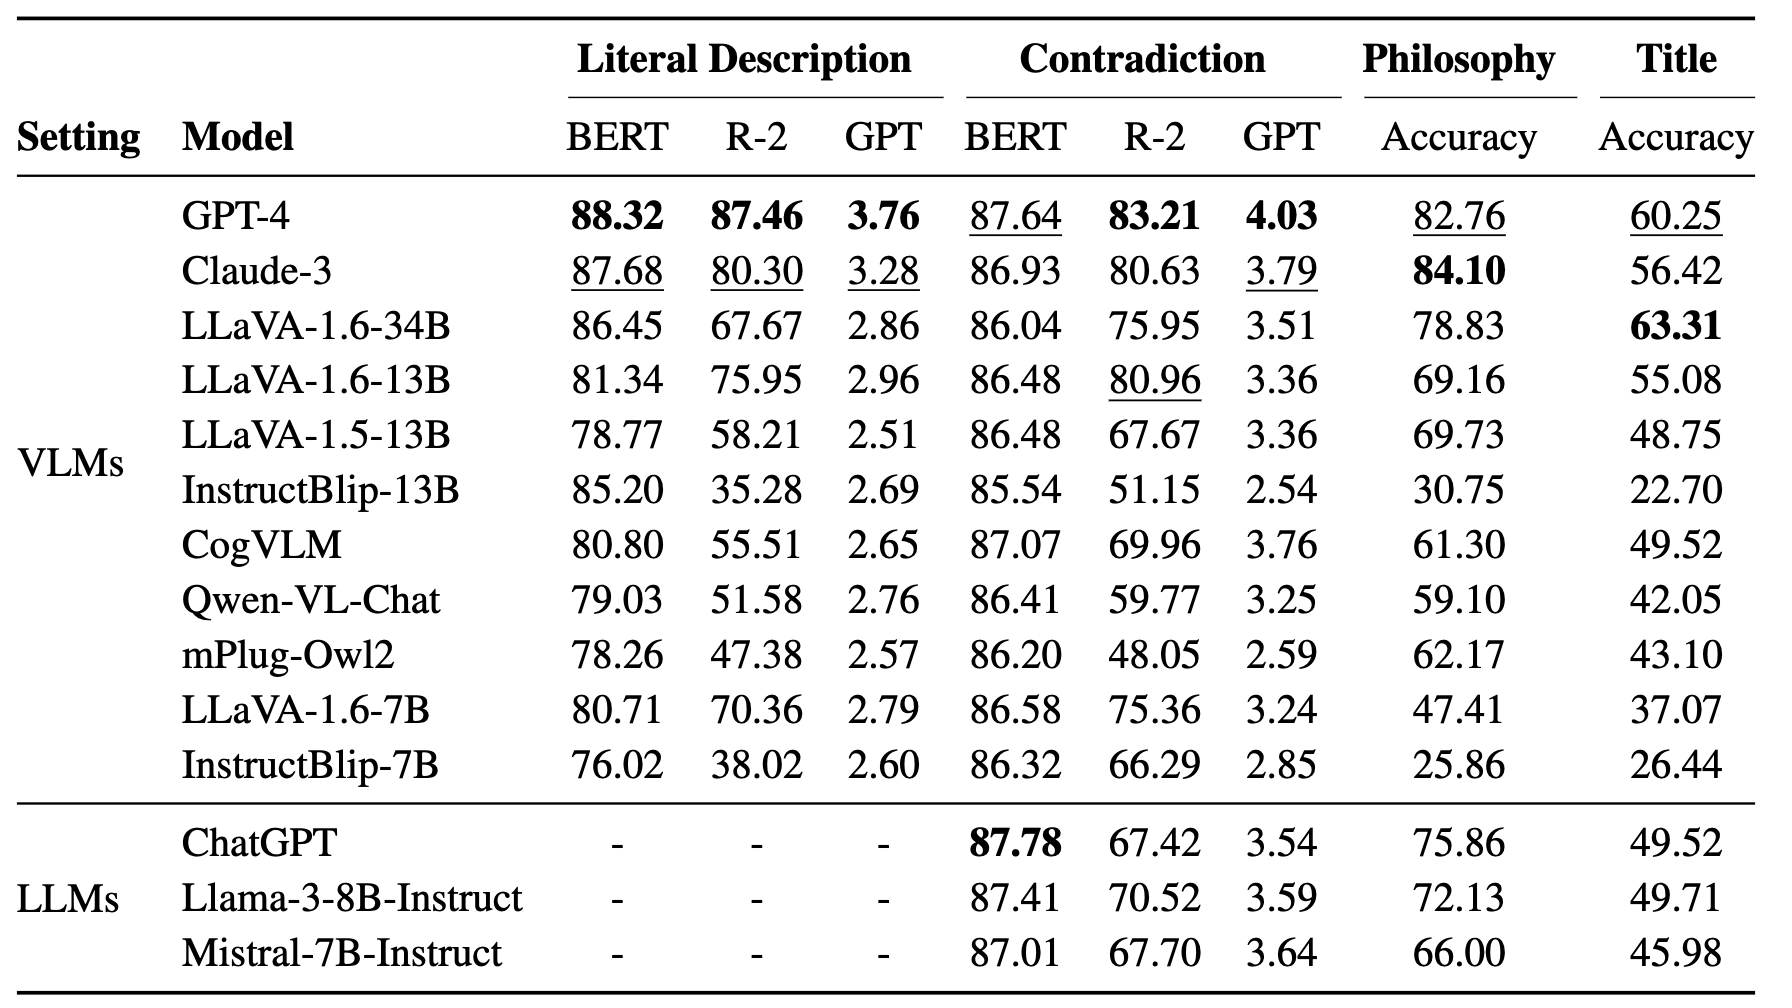 Literal Description Contradiction Philosophy Title
Setting Model BERT R-2 GPT BERT R-2 GPT Accuracy Accuracy
GPT-4 88.32 87.46 3.76 87.64 83.21 4.03 82.76 60.25
Claude-3 87.68 80.30 3.28 86.93 80.63 3.79 84.10 56.42
LLaVA-1.6-34B 86.45 67.67 2.86 86.04 75.95 3.51 78.83 63.31
LLaVA-1.6-13B 81.34 75.95 2.96 86.48 80.96 3.36 69.16 55.08
LLaVA-1.5-13B 78.77 58.21 2.51 86.48 67.67 3.36 69.73 48.75
VLMs
InstructBlip-13B 85.20 35.28 2.69 85.54 51.15 2.54 30.75 22.70
CogVLM 80.80 55.51 2.65 87.07 69.96 3.76 61.30 49.52
Qwen-VL-Chat 79.03 51.58 2.76 86.41 59.77 3.25 59.10 42.05
mPlug-Owl2 78.26 47.38 2.57 86.20 48.05 2.59 62.17 43.10
LLaVA-1.6-7B 80.71 70.36 2.79 86.58 75.36 3.24 47.41 37.07
InstructBlip-7B 76.02 38.02 2.60 86.32 66.29 2.85 25.86 26.44
ChatGPT - - - 87.78 67.42 3.54 75.86 49.52
LLMs Llama-3-8B-Instruct - - - 87.41 70.52 3.59 72.13 49.71
Mistral-7B-Instruct - - - 87.01 67.70 3.64 66.00 45.98